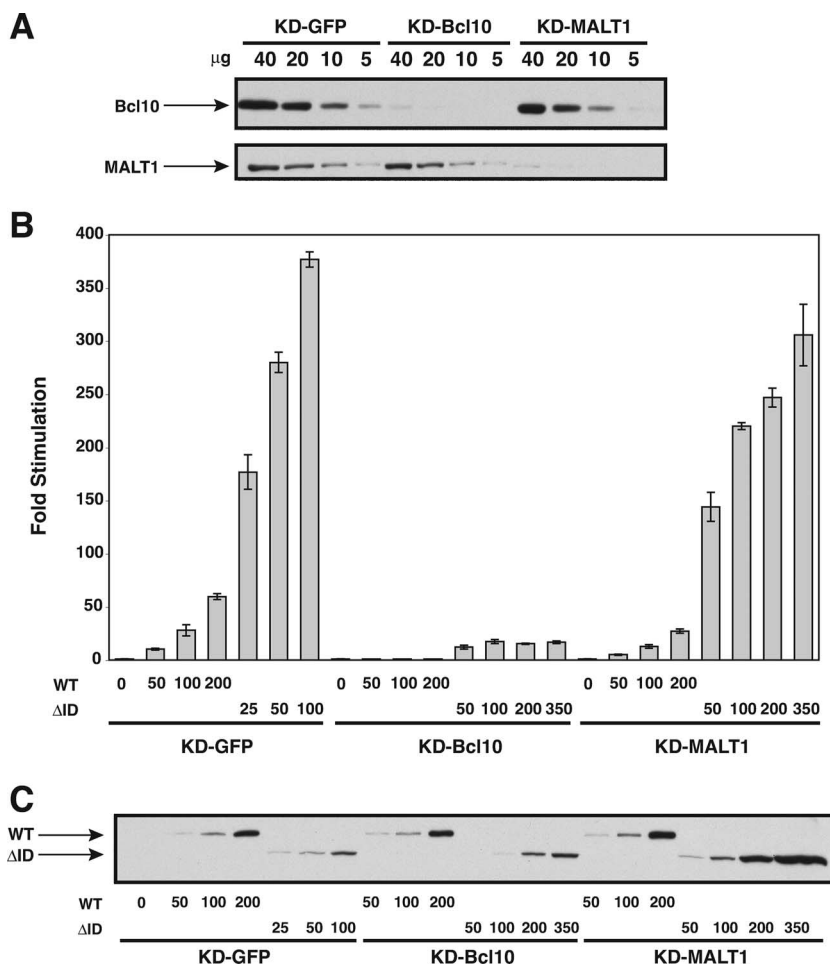 A
KD-GFP KD-Bcl10 KD-MALT1
μg 40 20 10 5 40 20 10 5 40 20 10 5
Bcl10
MALT1
B
400
350
300
250
200
150
100
50
0
Fold Stimulation
WT 0 50 100 200 0 50 100 200 0 50 100 200
ΔID 25 50 100 50 100 200 350 50 100 200 350
KD-GFP KD-Bcl10 KD-MALT1
C
WT
ΔID
WT 0 50 100 200 50 100 200 50 100 200
ΔID 25 50 100 50 100 200 350 50 100 200 350
KD-GFP KD-Bcl10 KD-MALT1